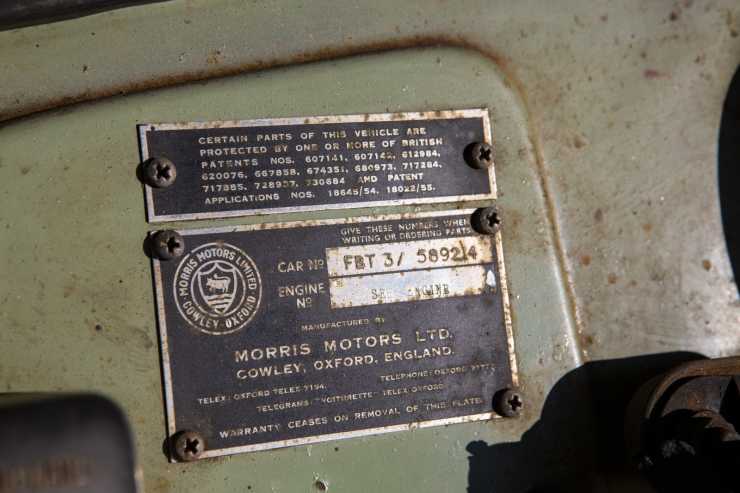 CERTAIN PARTS OF THIS VEHICLE ARE
PROTECTED BY ONE OR MORE OF BRITISH
PATENTS NOS. 607141, 607142, 612984,
620076, 667858, 674351, 680973, 717284,
717885, 728937, 730684 AND PATENT
APPLICATIONS NOS. 18645/54, 18022/55.
GIVE THESE NUMBERS WHEN
WRITING OR ORDERING PARTS
MORRIS MOTORS LIMITED
COWLEY, OXFORD
CAR Nº FBT 3/ 58924
ENGINE Nº SEE ENGINE
MANUFACTURED BY
MORRIS MOTORS LTD.
COWLEY, OXFORD, ENGLAND.
TELEPHONE: OXFORD
TELEX: OXFORD TELEX 7194.
TELEGRAMS: TELEX OXFORD
WARRANTY CEASES ON REMOVAL OF THIS PLATE.